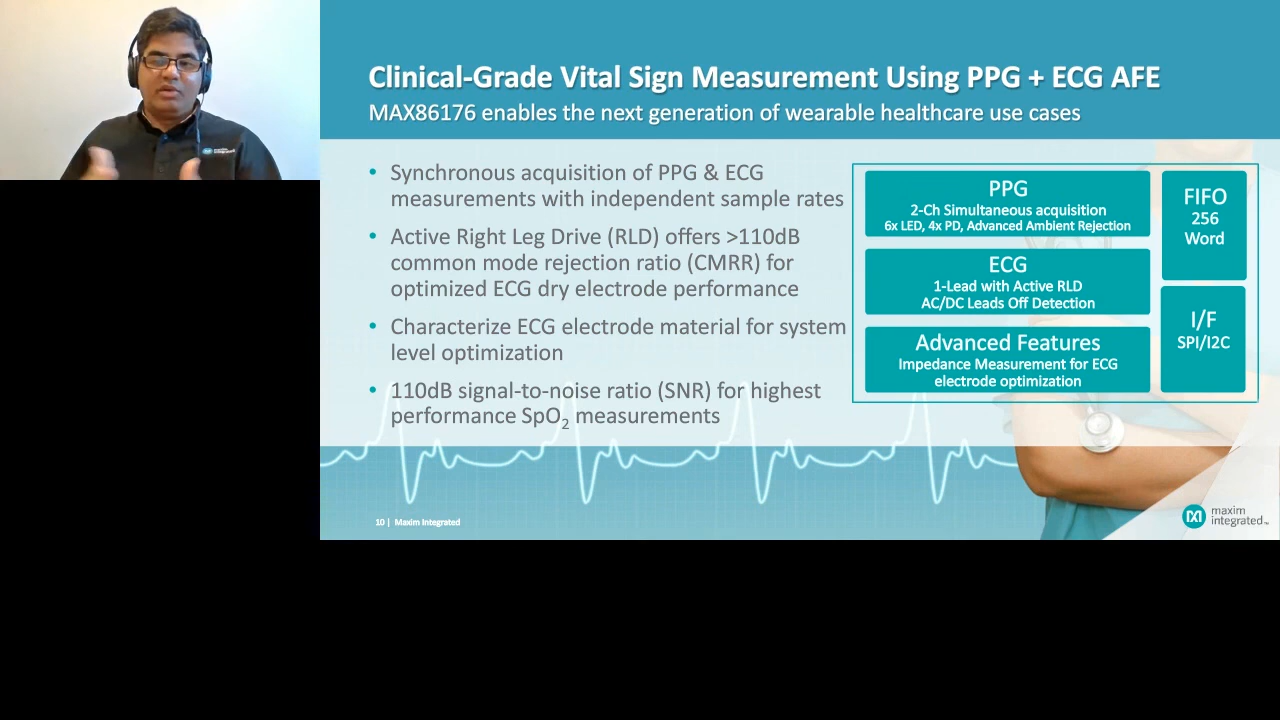 Clinical-Grade Vital Sign Measurement Using PPG + ECG AFE
MAX86176 enables the next generation of wearable healthcare use cases
• Synchronous acquisition of PPG & ECG
measurements with independent sample rates
• Active Right Leg Drive (RLD) offers >110dB
common mode rejection ratio (CMRR) for
optimized ECG dry electrode performance
• Characterize ECG electrode material for system
level optimization
• 110dB signal-to-noise ratio (SNR) for highest
performance SpO2 measurements
PPG
2-Ch Simultaneous acquisition
6x LED, 4x PD, Advanced Ambient Rejection
ECG
1-Lead with Active RLD
AC/DC Leads Off Detection
Advanced Features
Impedance Measurement for ECG
electrode optimization
FIFO
256
Word
I/F
SPI/I2C
10 | Maxim Integrated
maxim
integrated™